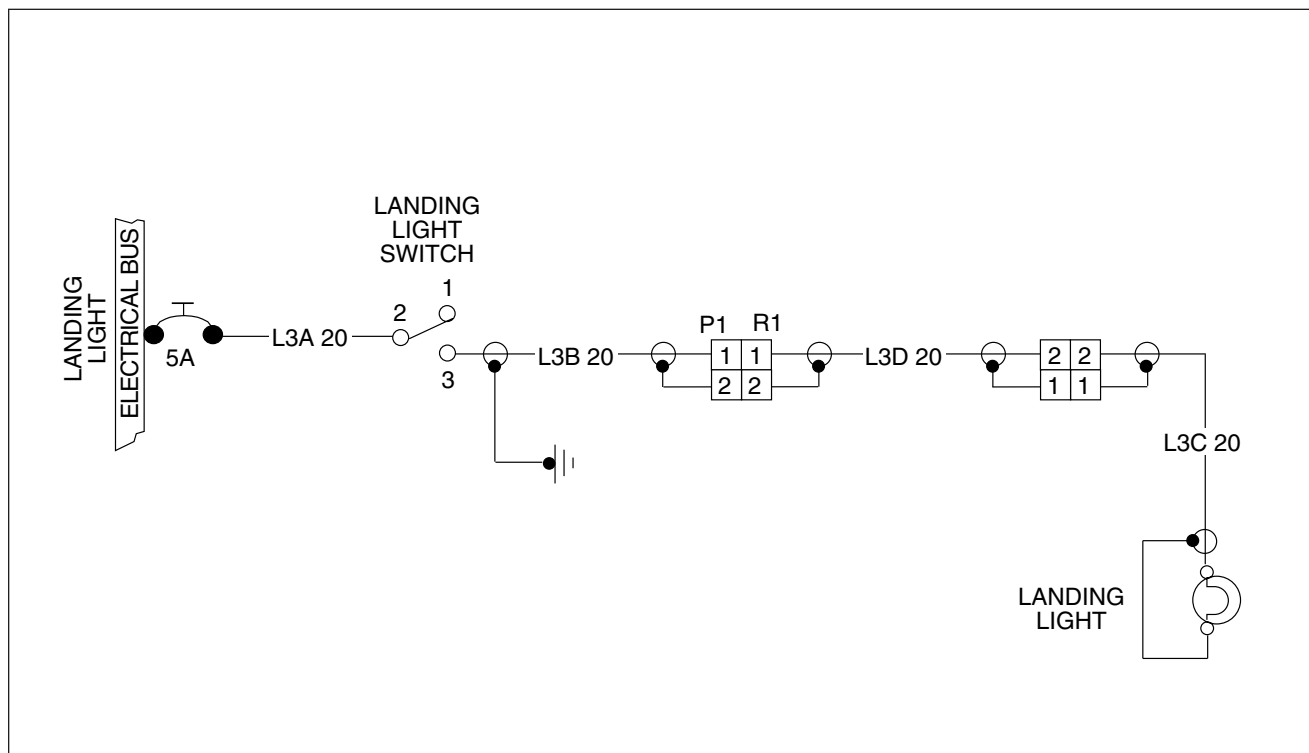 LANDING
LIGHT
ELECTRICAL BUS
5A
L3A 20
LANDING
LIGHT
SWITCH
1
2
3
L3B 20
P1 R1
1 1
2 2
L3D 20
2 2
1 1
L3C 20
LANDING
LIGHT